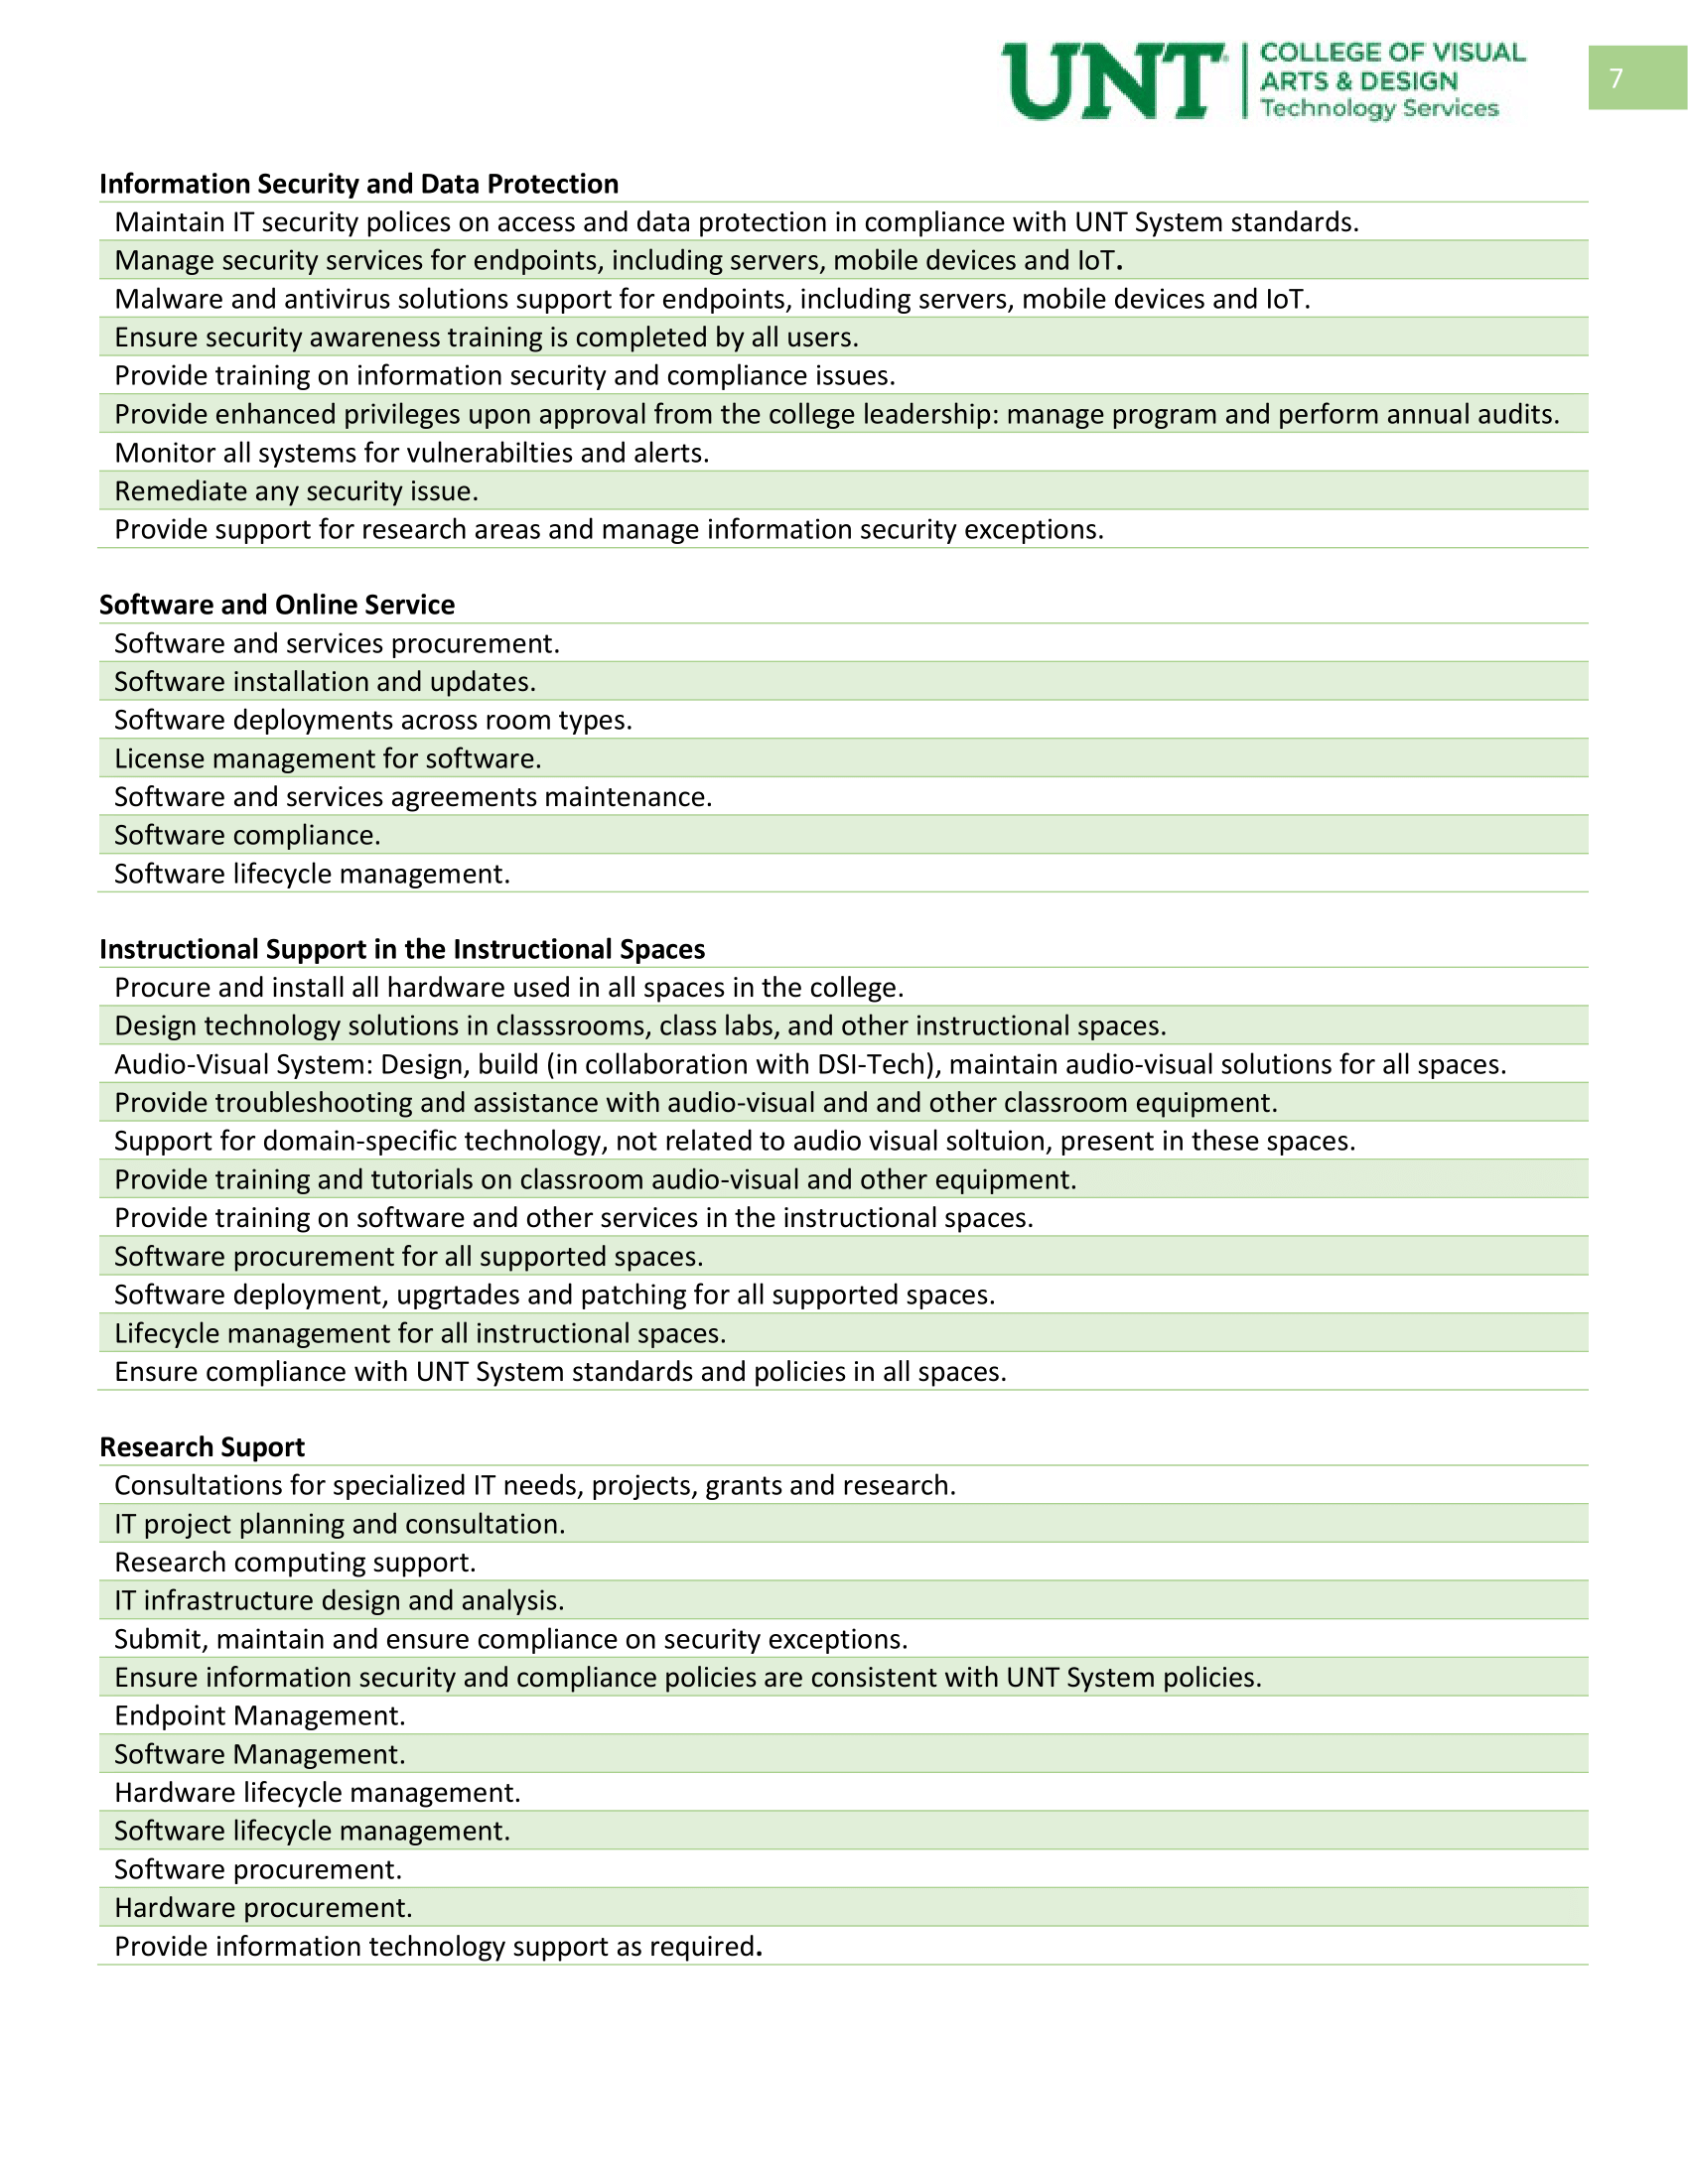 UNT
COLLEGE OF VISUAL
ARTS & DESIGN
Technology Services
7
Information Security and Data Protection
Maintain IT security polices on access and data protection in compliance with UNT System standards.
Manage security services for endpoints, including servers, mobile devices and IoT.
Malware and antivirus solutions support for endpoints, including servers, mobile devices and IoT.
Ensure security awareness training is completed by all users.
Provide training on information security and compliance issues.
Provide enhanced privileges upon approval from the college leadership: manage program and perform annual audits.
Monitor all systems for vulnerabilties and alerts.
Remediate any security issue.
Provide support for research areas and manage information security exceptions.
Software and Online Service
Software and services procurement.
Software installation and updates.
Software deployments across room types.
License management for software.
Software and services agreements maintenance.
Software compliance.
Software lifecycle management.
Instructional Support in the Instructional Spaces
Procure and install all hardware used in all spaces in the college.
Design technology solutions in classsrooms, class labs, and other instructional spaces.
Audio-Visual System: Design, build (in collaboration with DSI-Tech), maintain audio-visual solutions for all spaces.
Provide troubleshooting and assistance with audio-visual and and other classroom equipment.
Support for domain-specific technology, not related to audio visual soltuion, present in these spaces.
Provide training and tutorials on classroom audio-visual and other equipment.
Provide training on software and other services in the instructional spaces.
Software procurement for all supported spaces.
Software deployment, upgrtades and patching for all supported spaces.
Lifecycle management for all instructional spaces.
Ensure compliance with UNT System standards and policies in all spaces.
Research Suport
Consultations for specialized IT needs, projects, grants and research.
IT project planning and consultation.
Research computing support.
IT infrastructure design and analysis.
Submit, maintain and ensure compliance on security exceptions.
Ensure information security and compliance policies are consistent with UNT System policies.
Endpoint Management.
Software Management.
Hardware lifecycle management.
Software lifecycle management.
Software procurement.
Hardware procurement.
Provide information technology support as required.